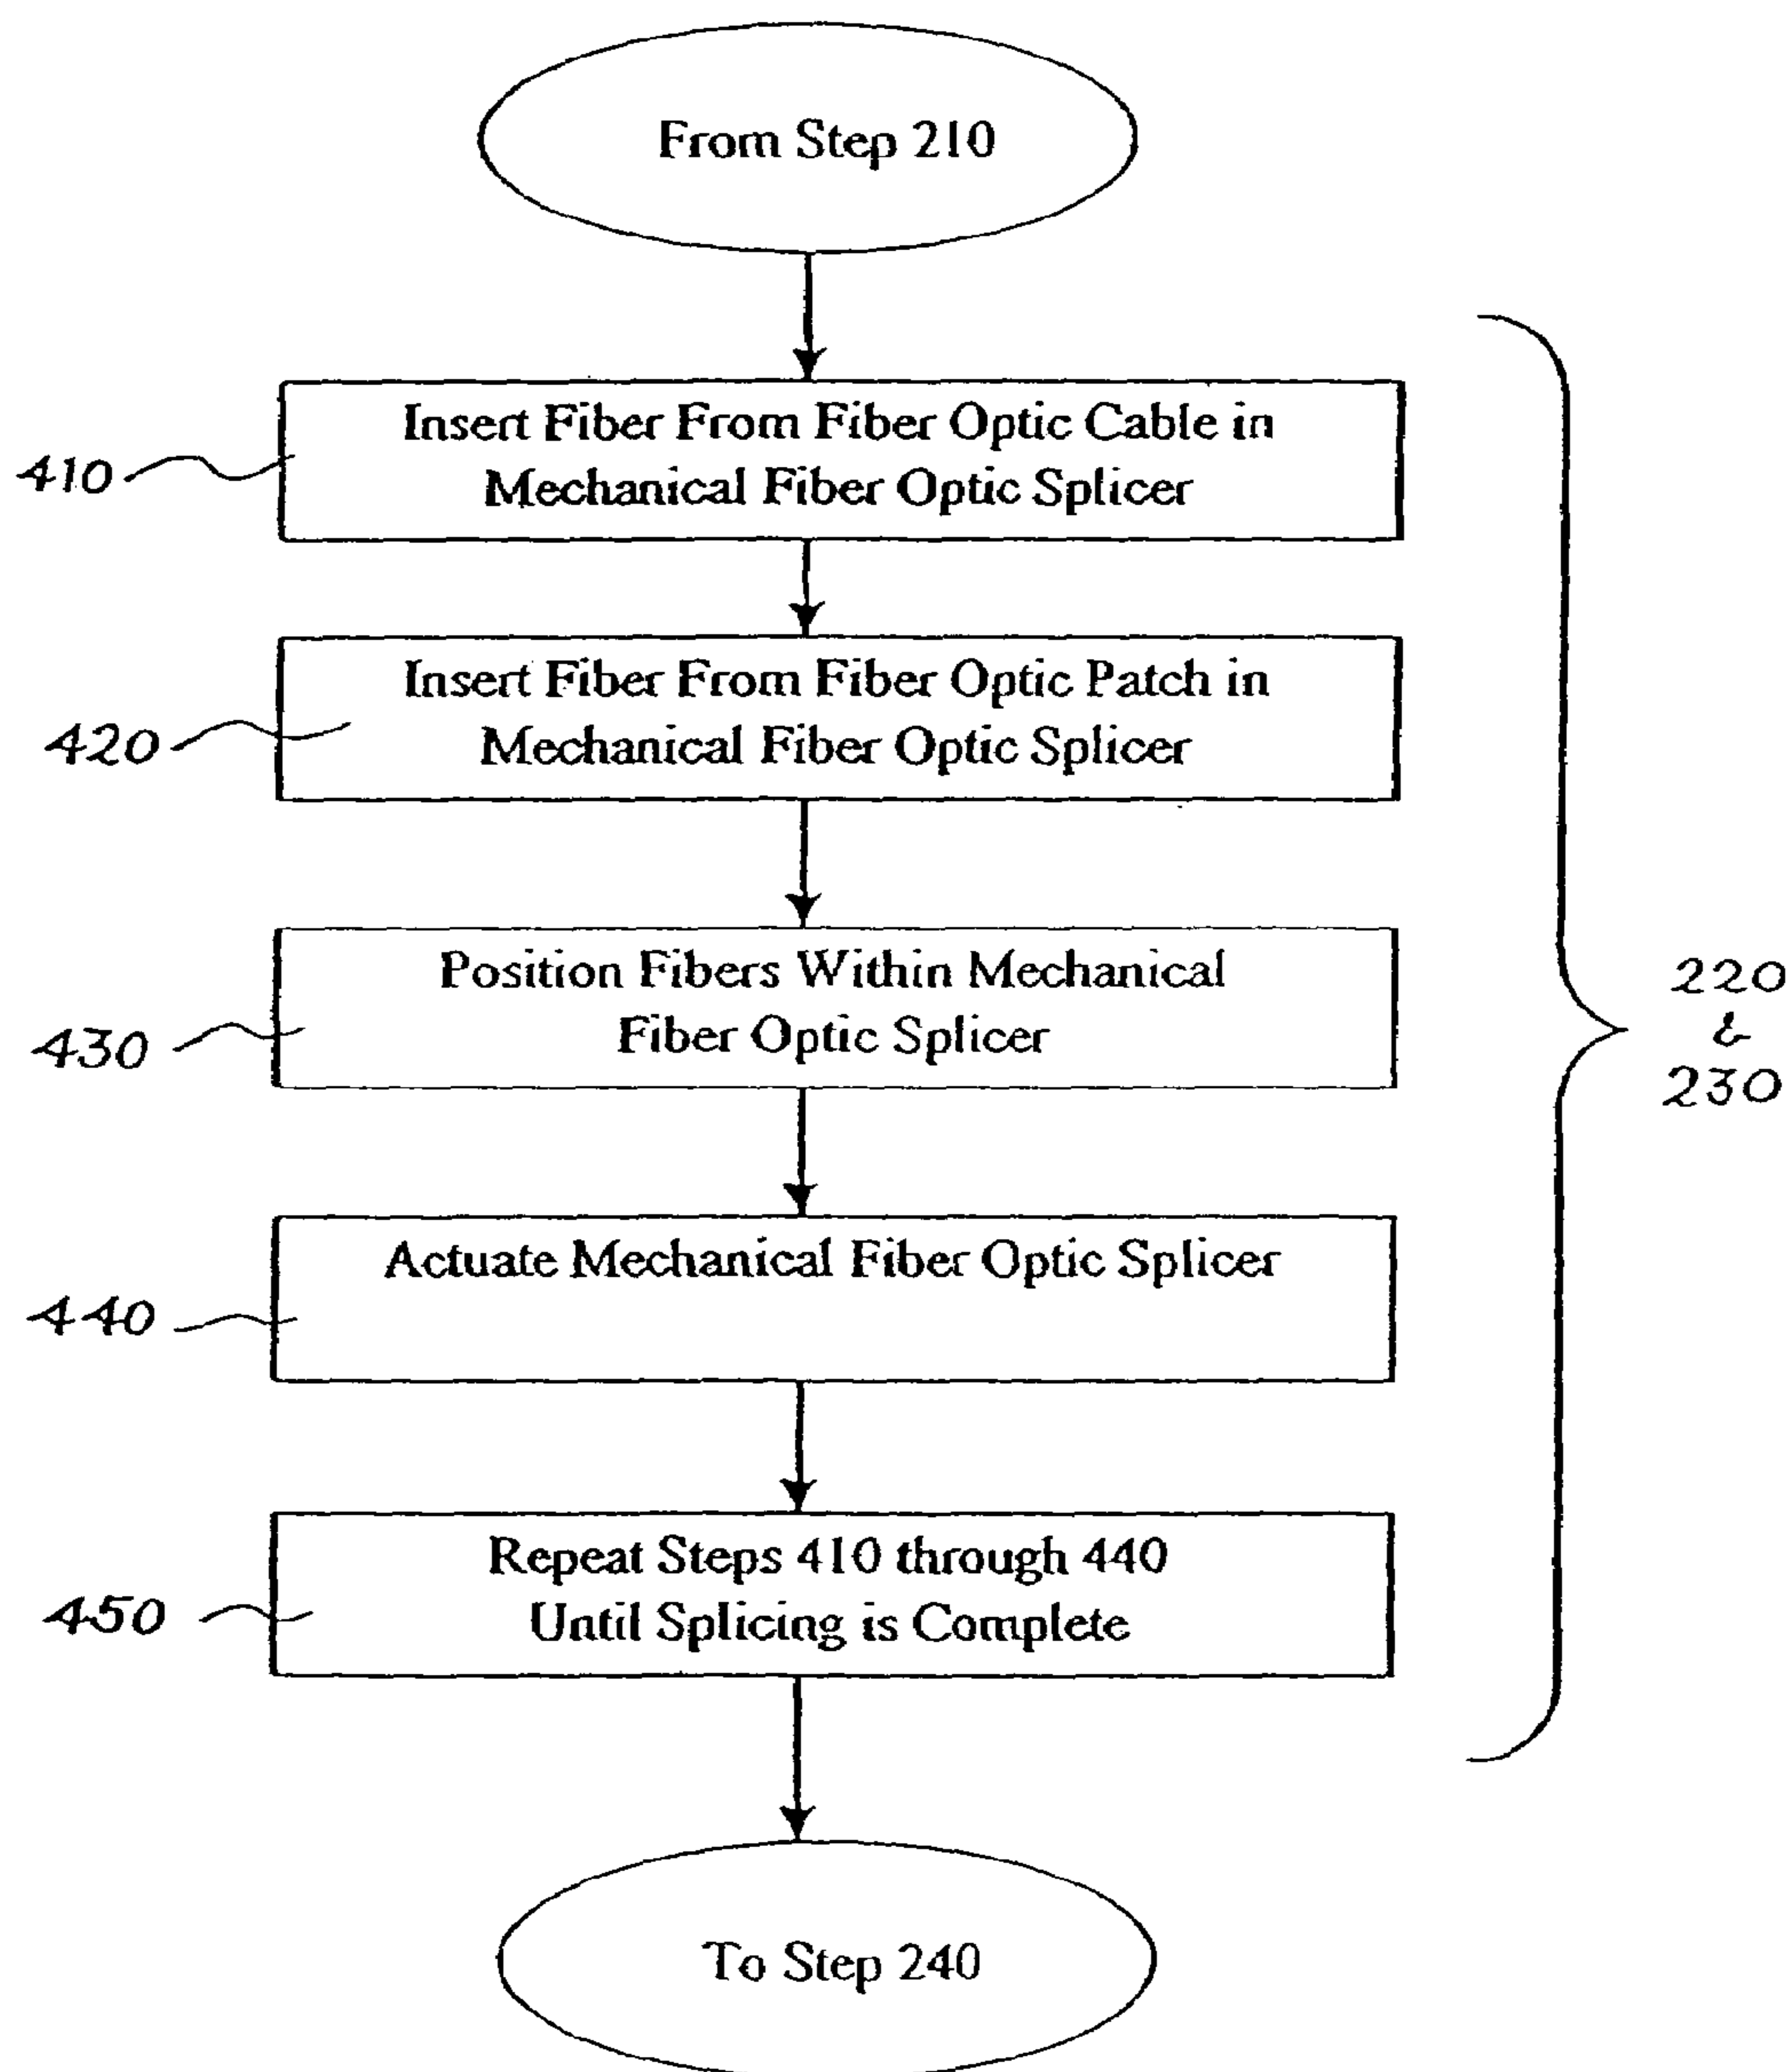 From Step 210
Insert Fiber From Fiber Optic Cable in
Mechanical Fiber Optic Splicer
410
Insert Fiber From Fiber Optic Patch in
Mechanical Fiber Optic Splicer
420
Position Fibers Within Mechanical
Fiber Optic Splicer
430
220
&
230
Actuate Mechanical Fiber Optic Splicer
440
Repeat Steps 410 through 440
Until Splicing is Complete
450
To Step 240